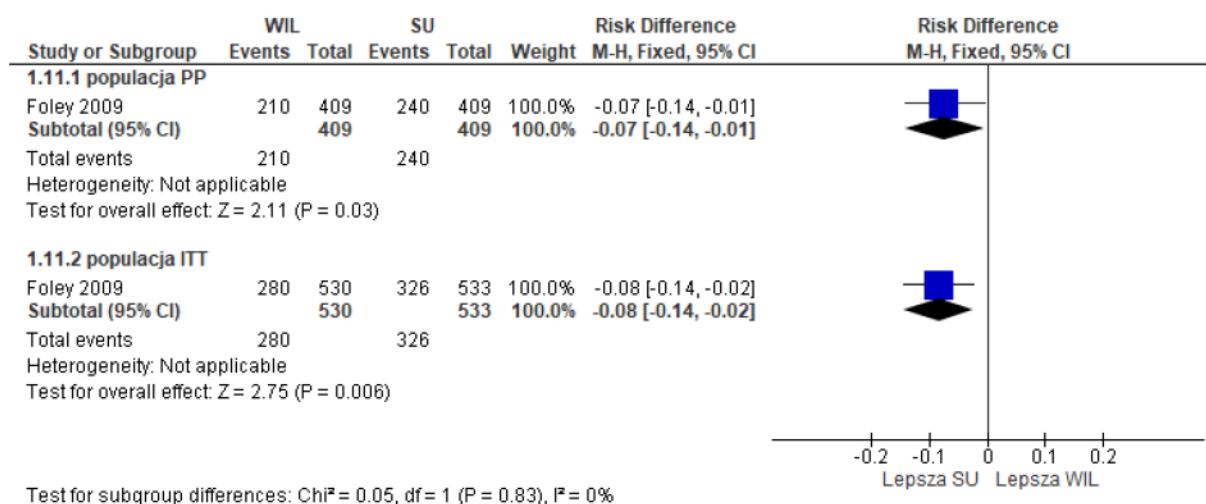 WIL SU Risk Difference Risk Difference
Study or Subgroup Events Total Events Total Weight M-H, Fixed, 95% CI M-H, Fixed, 95% CI
1.11.1 populacja PP
Foley 2009 210 409 240 409 100.0% -0.07 [-0.14, -0.01]
Subtotal (95% CI) 409 409 100.0% -0.07 [-0.14, -0.01]
Total events 210 240
Heterogeneity: Not applicable
Test for overall effect: Z = 2.11 (P = 0.03)
1.11.2 populacja ITT
Foley 2009 280 530 326 533 100.0% -0.08 [-0.14, -0.02]
Subtotal (95% CI) 530 533 100.0% -0.08 [-0.14, -0.02]
Total events 280 326
Heterogeneity: Not applicable
Test for overall effect: Z = 2.75 (P = 0.006)
-0.2 -0.1 0 0.1 0.2
Lepsza SU Lepsza WIL
Test for subgroup differences: Chi² = 0.05, df = 1 (P = 0.83), I² = 0%